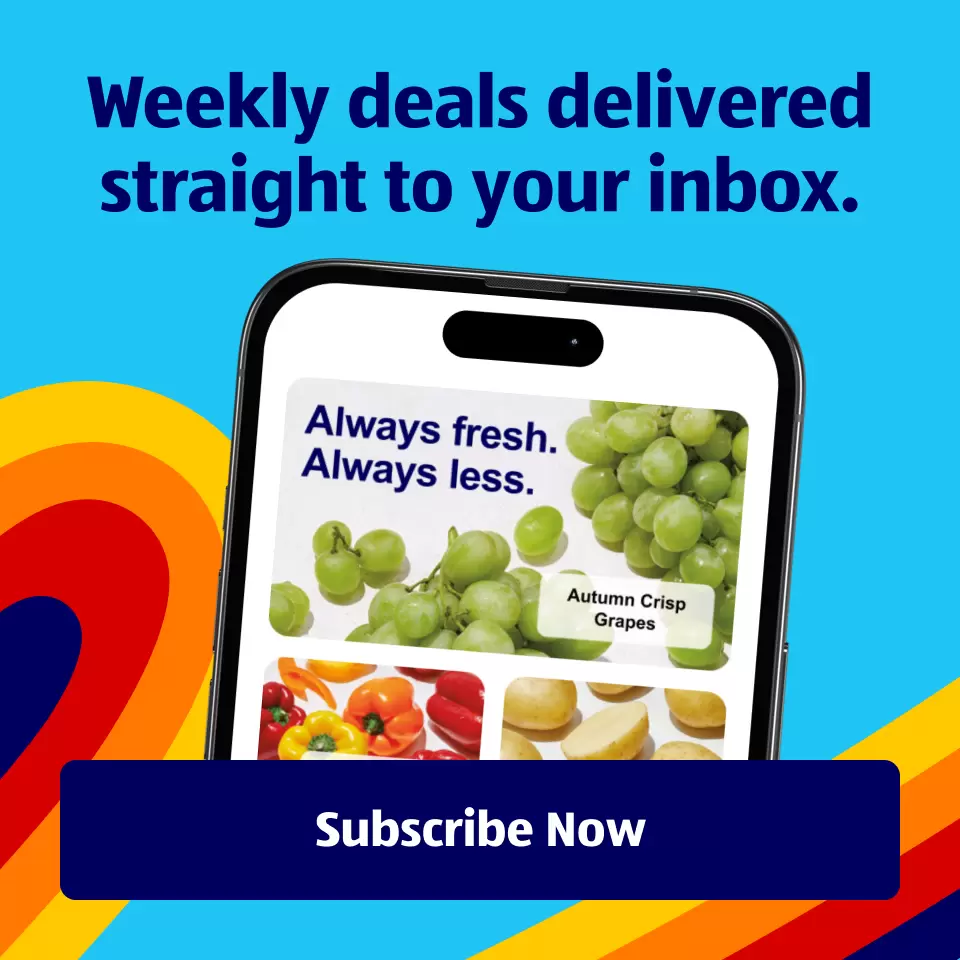 Weekly deals delivered
straight to your inbox.
Always fresh.
Always less.
Autumn Crisp
Grapes
Subscribe Now